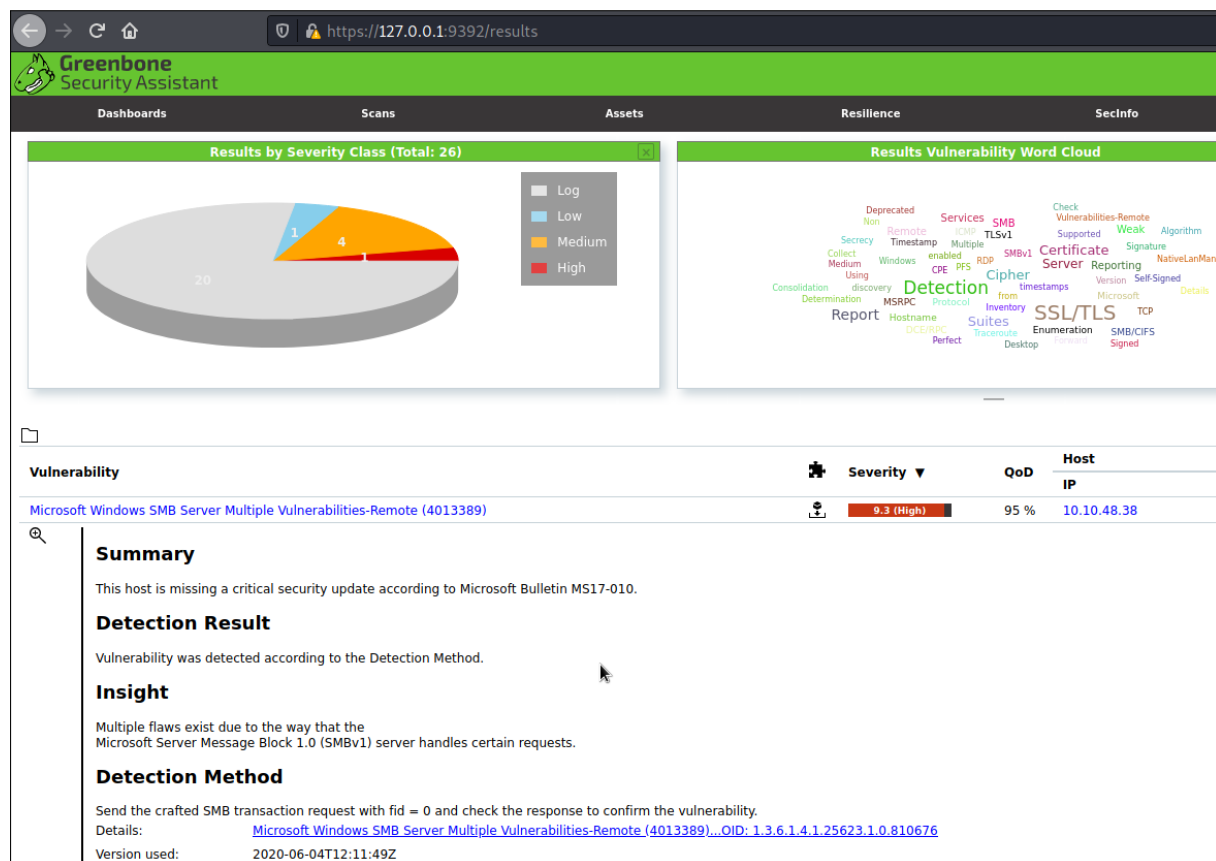 https://127.0.0.1:9392/results
Greenbone
Security Assistant
Dashboards Scans Assets Resilience SecInfo
Results by Severity Class (Total: 26)
Log
Low
Medium
High
1
4
1
20
Results Vulnerability Word Cloud
Deprecated
Check
Non
Services
SMB
Vulnerabilities-Remote
Remote
ICMP
TLSv1
Supported
Weak
Algorithm
Secrecy
Timestamp
Multiple
Signature
Collect
enabled
SMBv1
Certificate
Medium
Windows
CPE
PFS
RDP
Server
Reporting
NativeLanMan
Using
Cipher
Version
Self-Signed
Consolidation
discovery
Detection
timestamps
Details
Determination
MSRPC
Protocol
from
Microsoft
Report
Hostname
Inventory
SSL/TLS
TCP
Suites
DCE/RPC
Traceroute
Enumeration
SMB/CIFS
Perfect
Desktop
Forward
Signed
Vulnerability Severity ▼ QoD Host
IP
Microsoft Windows SMB Server Multiple Vulnerabilities-Remote (4013389) 9.3 (High) 95 % 10.10.48.38
Summary
This host is missing a critical security update according to Microsoft Bulletin MS17-010.
Detection Result
Vulnerability was detected according to the Detection Method.
Insight
Multiple flaws exist due to the way that the
Microsoft Server Message Block 1.0 (SMBv1) server handles certain requests.
Detection Method
Send the crafted SMB transaction request with fid = 0 and check the response to confirm the vulnerability.
Details: Microsoft Windows SMB Server Multiple Vulnerabilities-Remote (4013389)...OID: 1.3.6.1.4.1.25623.1.0.810676
Version used: 2020-06-04T12:11:49Z